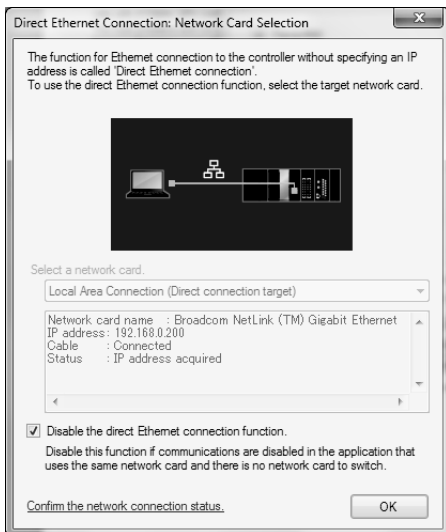 Direct Ethernet Connection: Network Card Selection
The function for Ethernet connection to the controller without specifying an IP
address is called 'Direct Ethernet connection'.
To use the direct Ethernet connection function, select the target network card.
Select a network card.
Local Area Connection (Direct connection target)
Network card name : Broadcom NetLink (TM) Gigabit Ethernet
IP address: 192.168.0.200
Cable : Connected
Status : IP address acquired
Disable the direct Ethernet connection function.
Disable this function if communications are disabled in the application that
uses the same network card and there is no network card to switch.
Confirm the network connection status.
OK